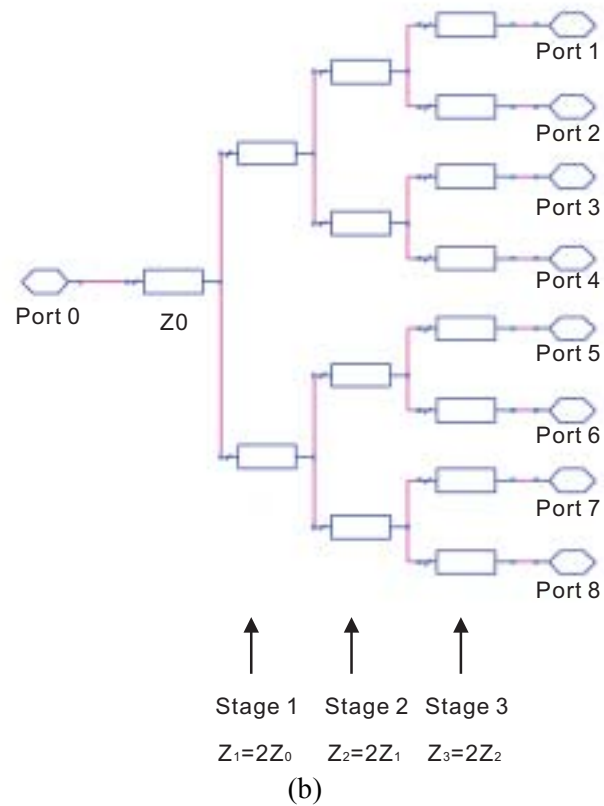 Port 1
Port 2
Port 3
Port 4
Port 0
Z0
Port 5
Port 6
Port 7
Port 8
Stage 1 Stage 2 Stage 3
Z₁=2Z₀ Z₂=2Z₁ Z₃=2Z₂
(b)